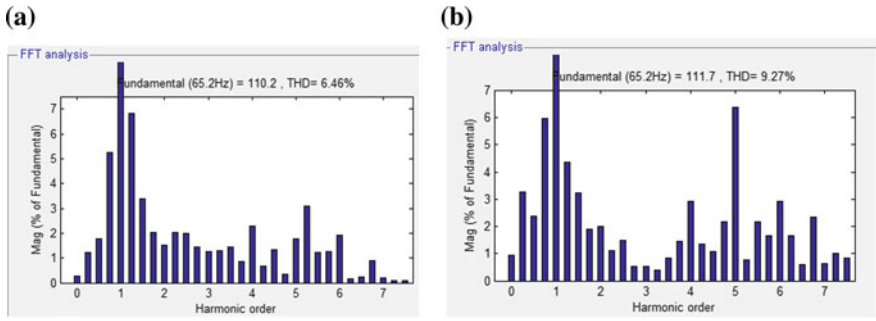 (a)
FFT analysis
Fundamental (65.2Hz) = 110.2 , THD= 6.46%
Mag (% of Fundamental)
7
6
5
4
3
2
1
0
0 1 2 3 4 5 6 7
Harmonic order
(b)
FFT analysis
Fundamental (65.2Hz) = 111.7 , THD= 9.27%
Mag (% of Fundamental)
7
6
5
4
3
2
1
0
0 1 2 3 4 5 6 7
Harmonic order